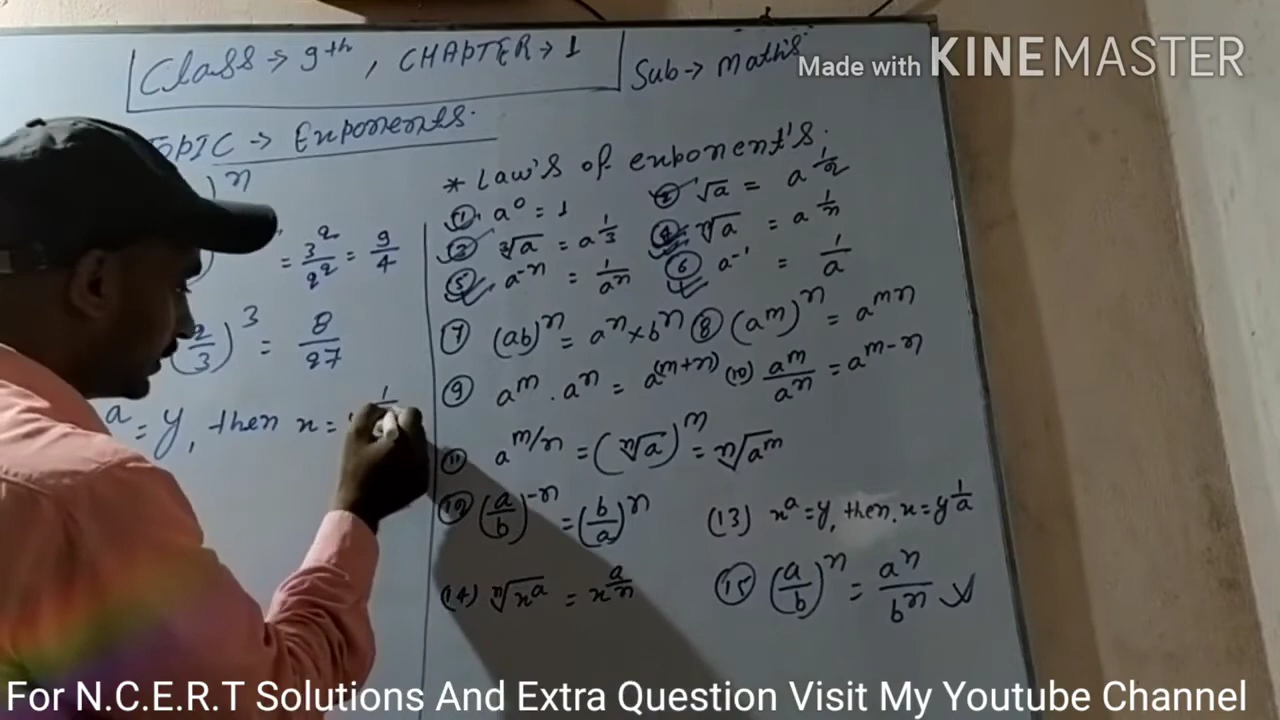 Class → 9th, CHAPTER → 1
Sub → Maths
Made with KINEMASTER
TOPIC → Exponents.
)ⁿ
= 3²/2² = 9/4
(2/3)³ = 8/27
a = y, then x = 1
* Law's of exponent's.
(1) a⁰ = 1
(2) √a = a^(1/2)
(3) ∛a = a^(1/3)
(4) ⁿ√a = a^(1/n)
(5) a⁻ⁿ = 1/aⁿ
(6) a⁻¹ = 1/a
(7) (ab)ⁿ = aⁿ × bⁿ
(8) (aᵐ)ⁿ = aᵐⁿ
(9) aᵐ . aⁿ = a^(m+n)
(10) aᵐ/aⁿ = a^(m-n)
(11) a^(m/n) = (ⁿ√a)ᵐ = ⁿ√aᵐ
(12) (a/b)⁻ⁿ = (b/a)ⁿ
(13) xᵃ = y, then. x = y^(1/a)
(14) ⁿ√xᵃ = x^(a/n)
(15) (a/b)ⁿ = aⁿ/bⁿ
For N.C.E.R.T Solutions And Extra Question Visit My Youtube Channel